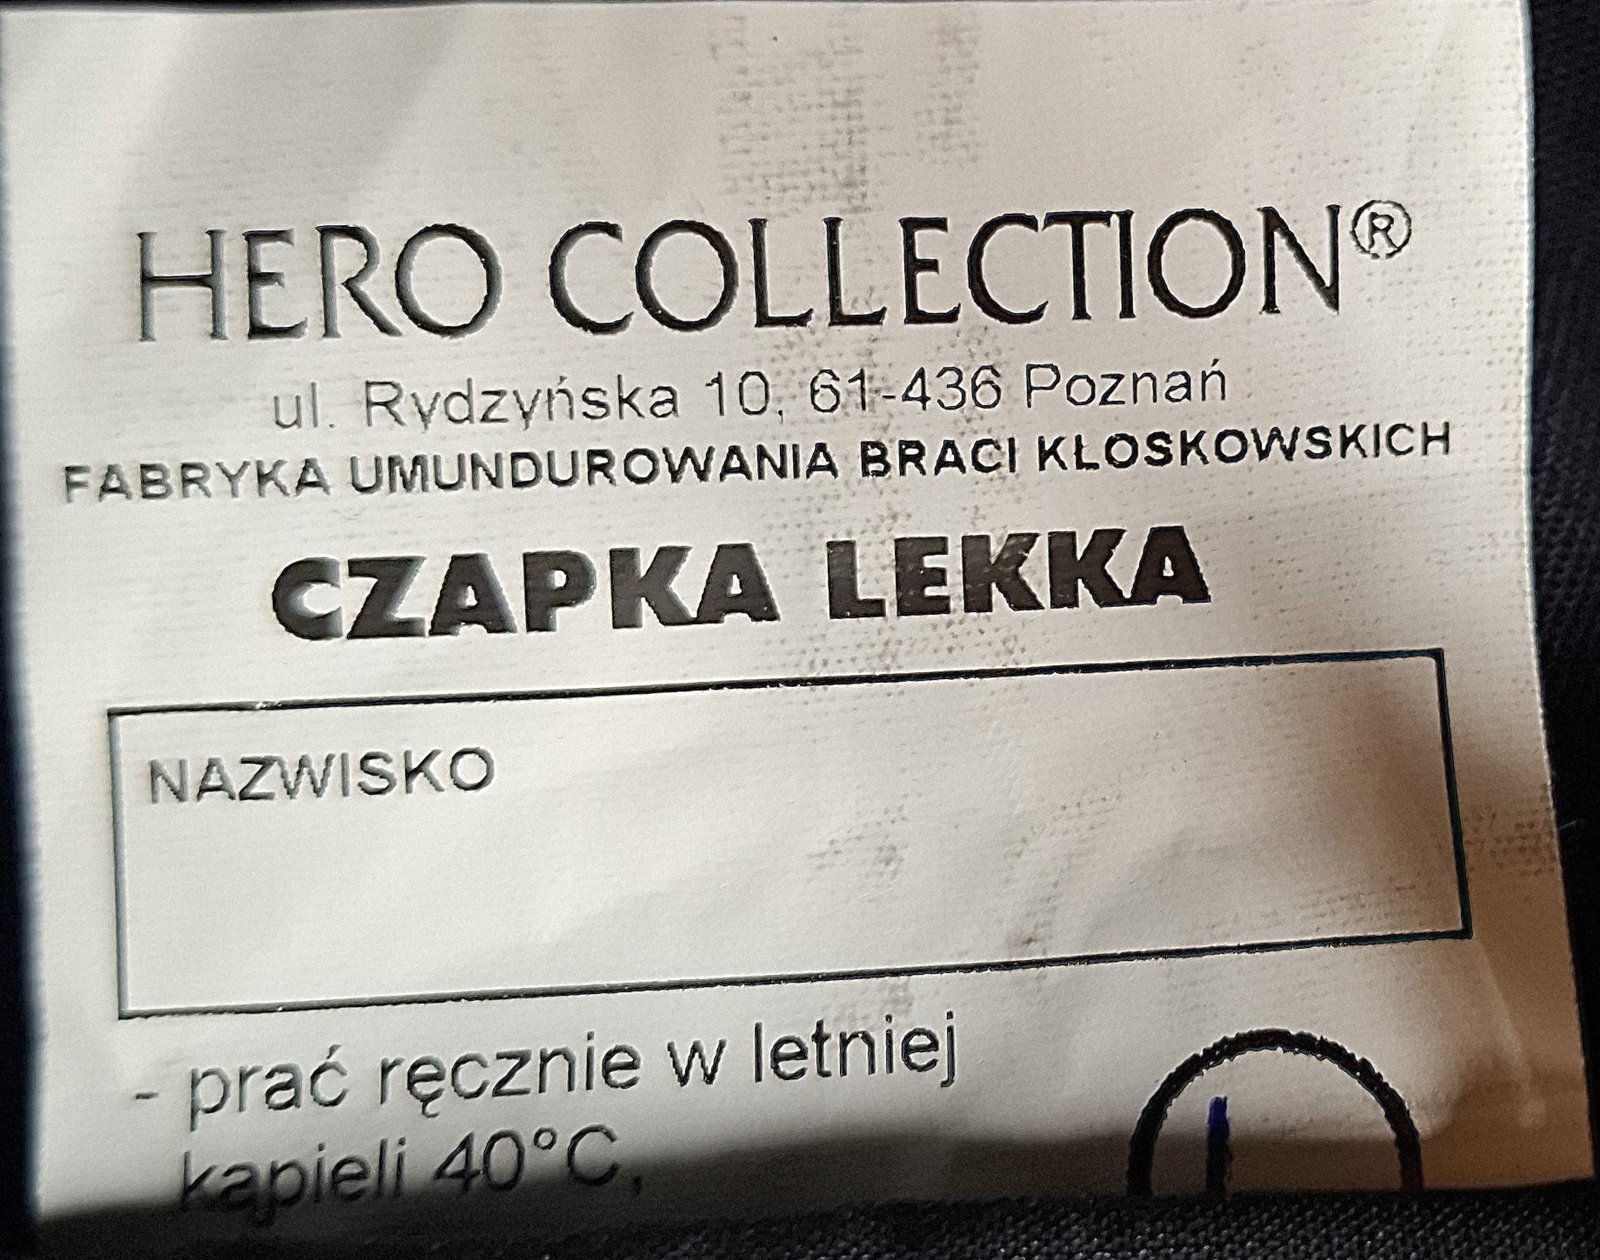 HERO COLLECTION®
ul. Rydzyńska 10, 61-436 Poznań
FABRYKA UMUNDUROWANIA BRACI KŁOSKOWSKICH
CZAPKA LEKKA
NAZWISKO
- prać ręcznie w letniej
kąpieli 40°C,